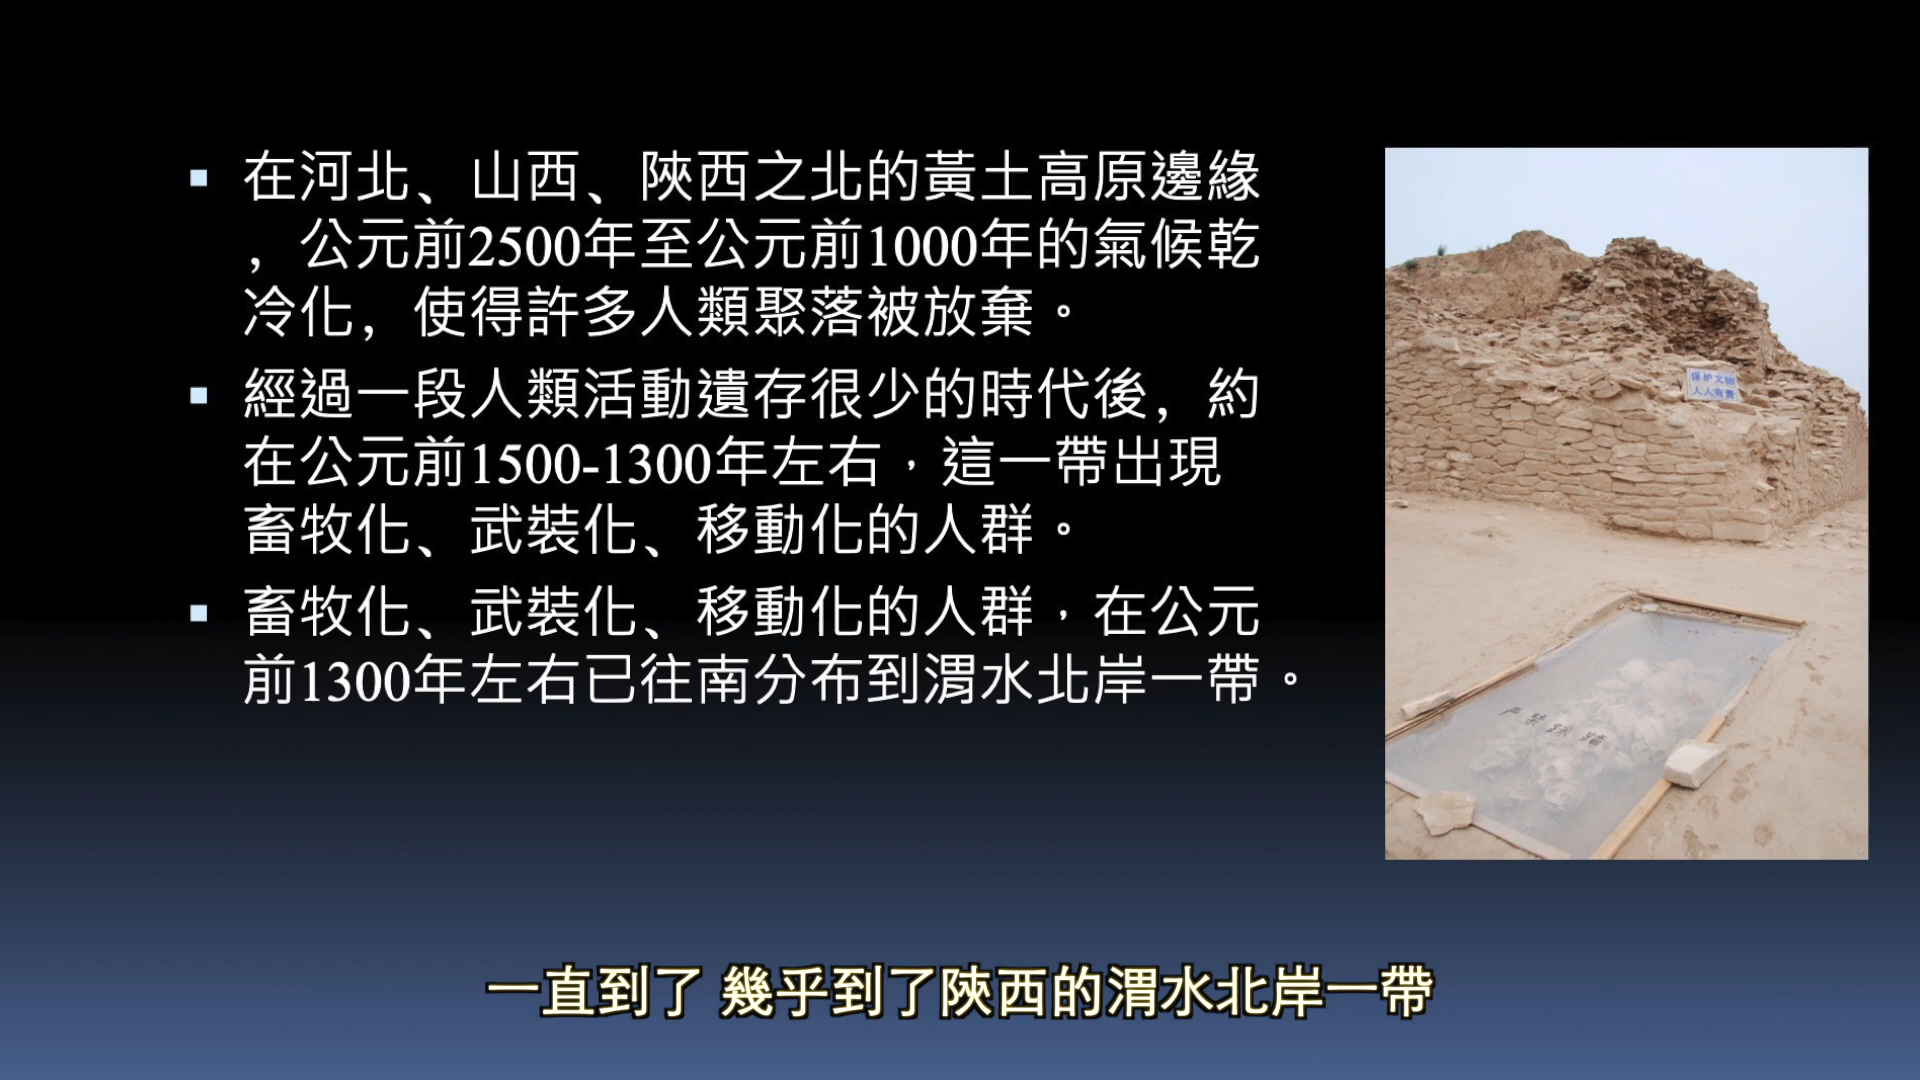 在河北、山西、陝西之北的黃土高原邊緣
，公元前2500年至公元前1000年的氣候乾
冷化，使得許多人類聚落被放棄。
經過一段人類活動遺存很少的時代後，約
在公元前1500-1300年左右，這一帶出現
畜牧化、武裝化、移動化的人群。
畜牧化、武裝化、移動化的人群，在公元
前1300年左右已往南分布到渭水北岸一帶。
保护文物
人人有责
严禁踩踏
一直到了 幾乎到了陝西的渭水北岸一帶